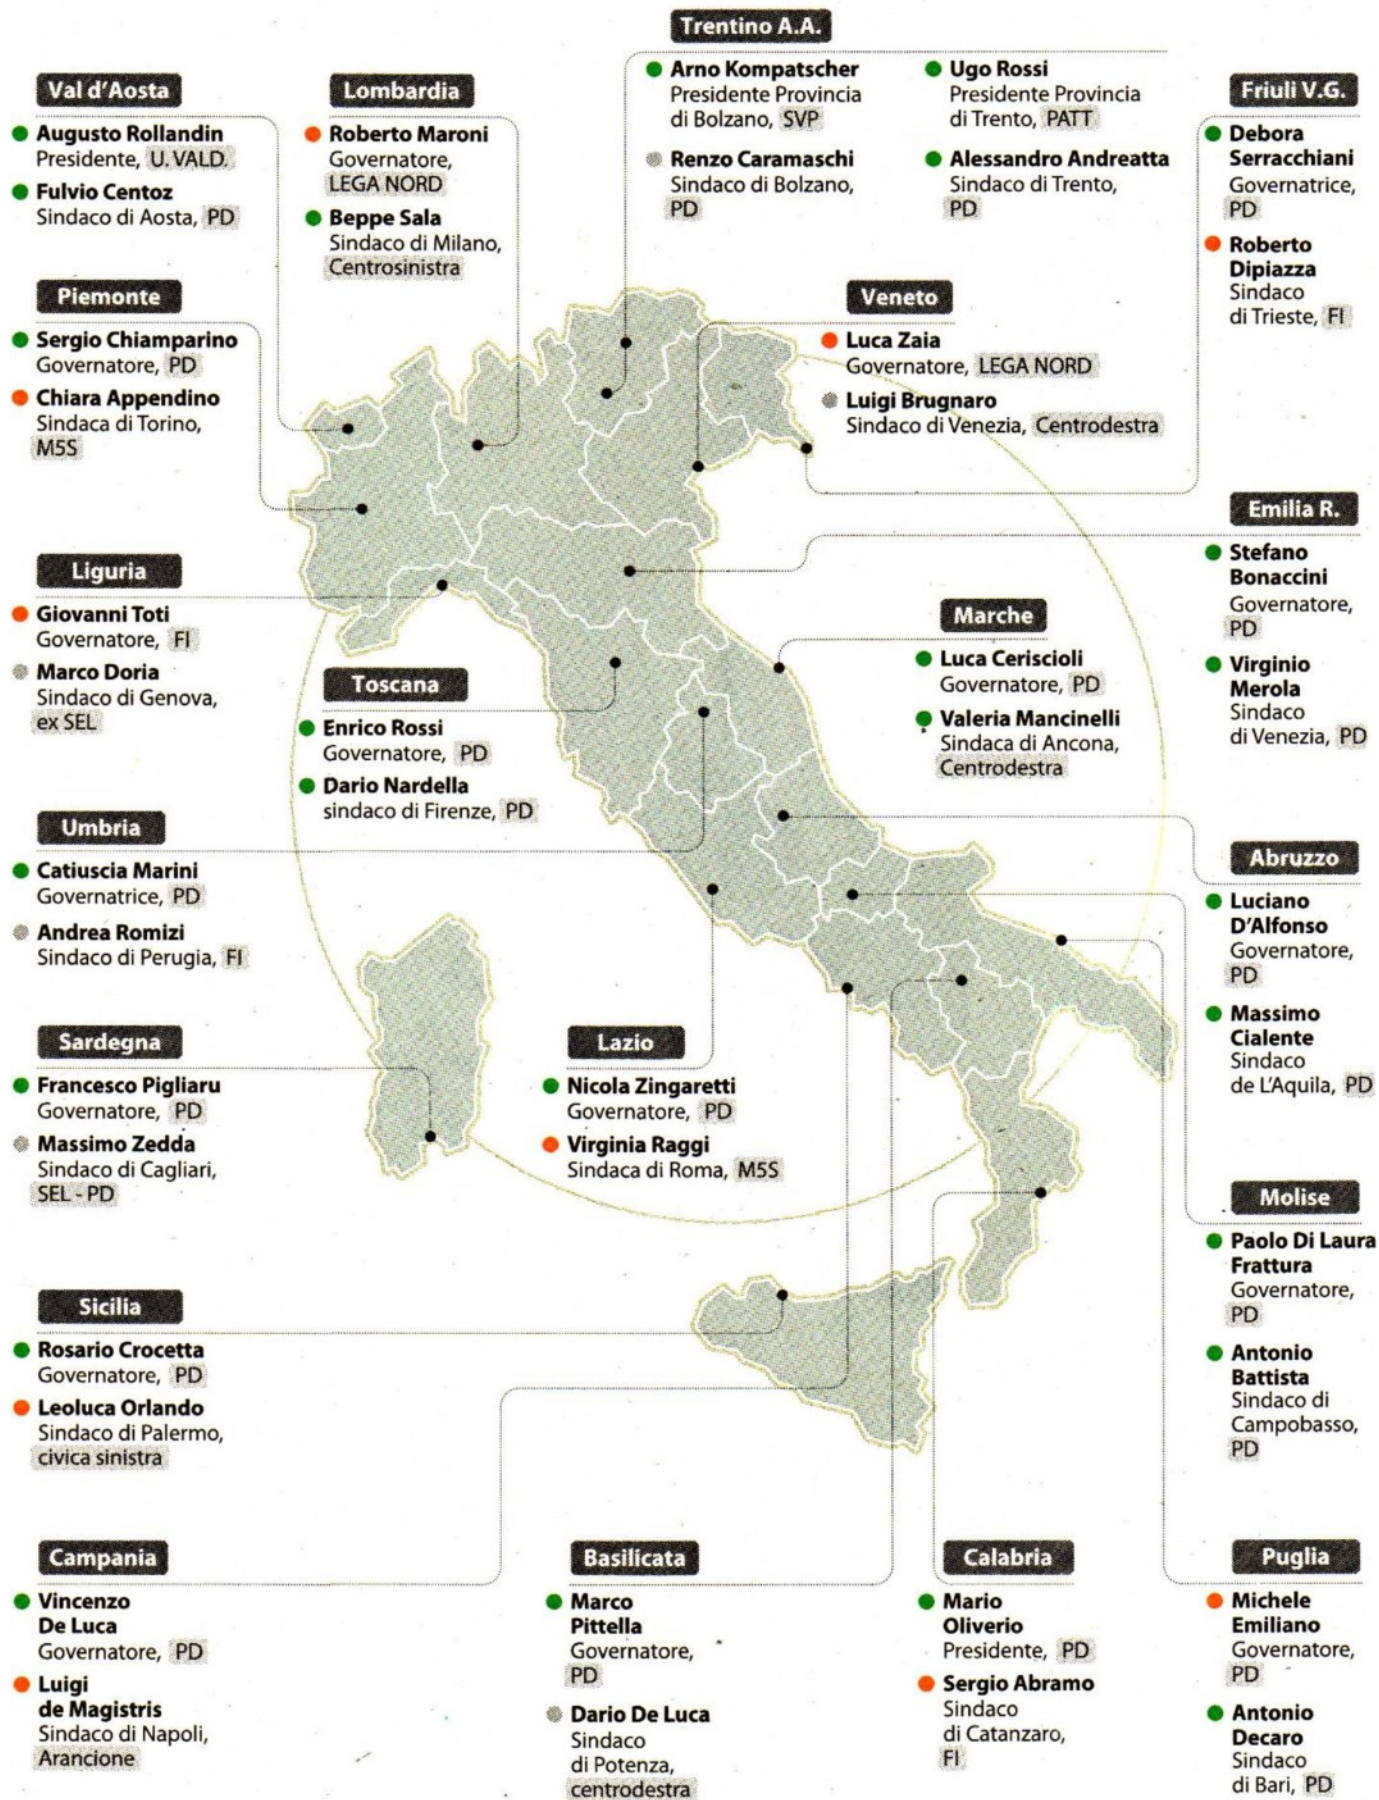 Trentino A.A.
Arno Kompatscher
Presidente Provincia
di Bolzano, SVP
Renzo Caramaschi
Sindaco di Bolzano,
PD
Ugo Rossi
Presidente Provincia
di Trento, PATT
Alessandro Andreatta
Sindaco di Trento,
PD
Val d'Aosta
Augusto Rollandin
Presidente, U. VALD.
Fulvio Centoz
Sindaco di Aosta, PD
Lombardia
Roberto Maroni
Governatore,
LEGA NORD
Beppe Sala
Sindaco di Milano,
Centrosinistra
Friuli V.G.
Debora
Serracchiani
Governatrice,
PD
Roberto
Dipiazza
Sindaco
di Trieste, FI
Piemonte
Sergio Chiamparino
Governatore, PD
Chiara Appendino
Sindaca di Torino,
M5S
Veneto
Luca Zaia
Governatore, LEGA NORD
Luigi Brugnaro
Sindaco di Venezia, Centrodestra
Emilia R.
Stefano
Bonaccini
Governatore,
PD
Virginio
Merola
Sindaco
di Venezia, PD
Liguria
Giovanni Toti
Governatore, FI
Marco Doria
Sindaco di Genova,
ex SEL
Toscana
Enrico Rossi
Governatore, PD
Dario Nardella
sindaco di Firenze, PD
Marche
Luca Ceriscioli
Governatore, PD
Valeria Mancinelli
Sindaca di Ancona,
Centrodestra
Umbria
Catiuscia Marini
Governatrice, PD
Andrea Romizi
Sindaco di Perugia, FI
Abruzzo
Luciano
D'Alfonso
Governatore,
PD
Massimo
Cialente
Sindaco
de L'Aquila, PD
Sardegna
Francesco Pigliaru
Governatore, PD
Massimo Zedda
Sindaco di Cagliari,
SEL - PD
Lazio
Nicola Zingaretti
Governatore, PD
Virginia Raggi
Sindaca di Roma, M5S
Molise
Paolo Di Laura
Frattura
Governatore,
PD
Antonio
Battista
Sindaco di
Campobasso,
PD
Sicilia
Rosario Crocetta
Governatore, PD
Leoluca Orlando
Sindaco di Palermo,
civica sinistra
Campania
Vincenzo
De Luca
Governatore, PD
Luigi
de Magistris
Sindaco di Napoli,
Arancione
Basilicata
Marco
Pittella
Governatore,
PD
Dario De Luca
Sindaco
di Potenza,
centrodestra
Calabria
Mario
Oliverio
Presidente, PD
Sergio Abramo
Sindaco
di Catanzaro,
FI
Puglia
Michele
Emiliano
Governatore,
PD
Antonio
Decaro
Sindaco
di Bari, PD